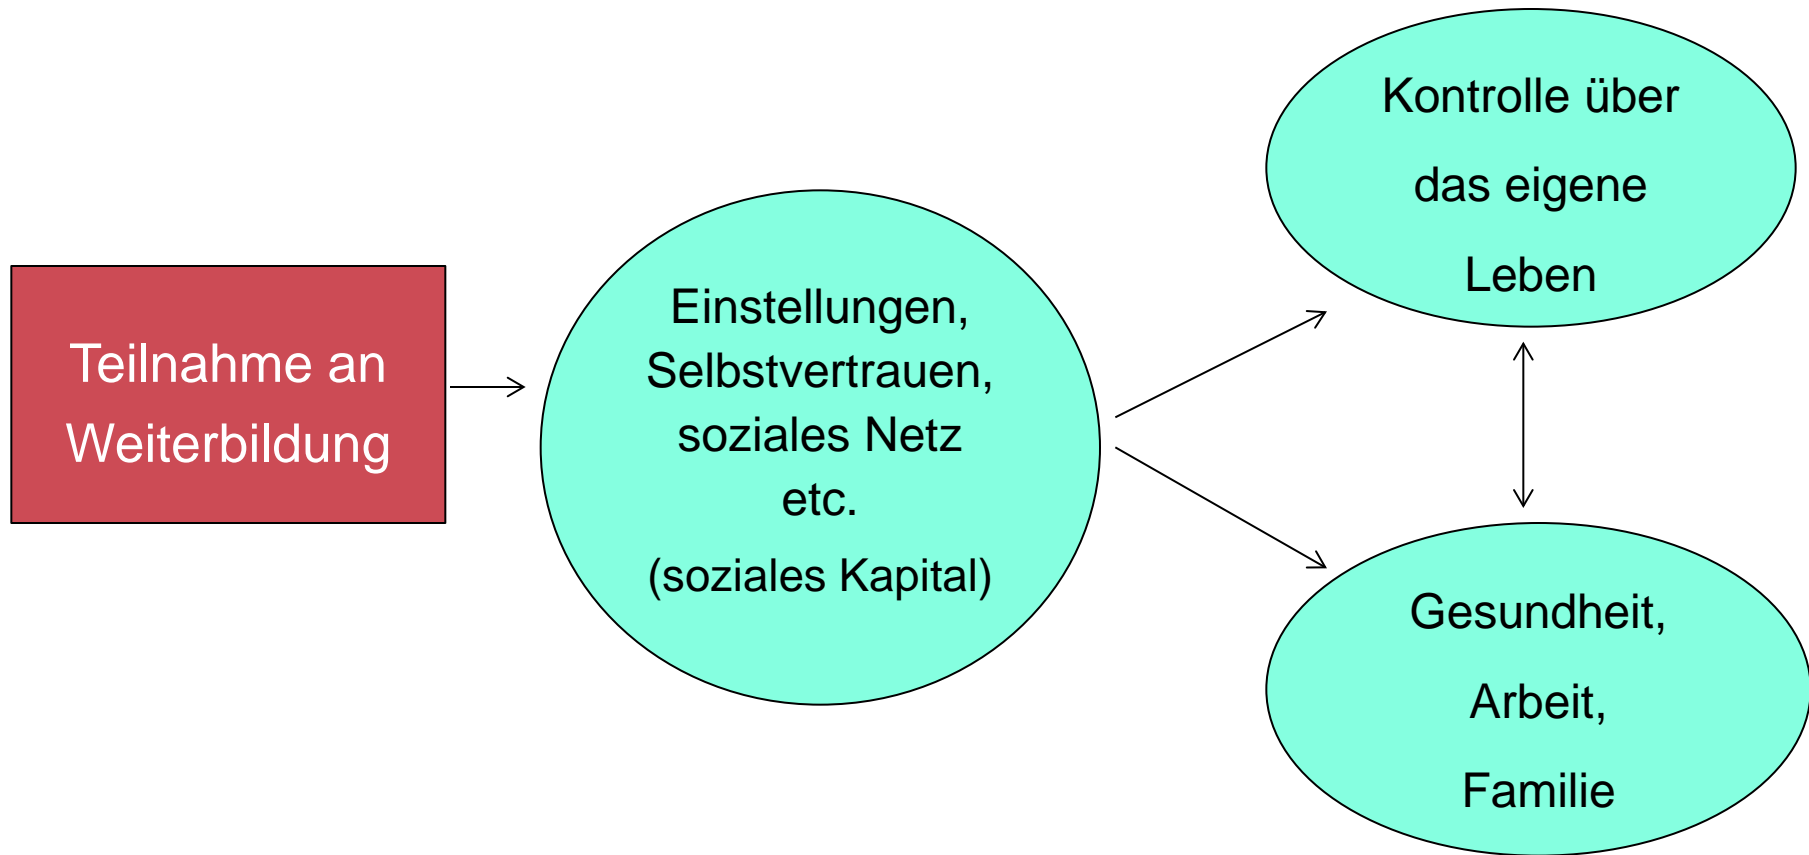 Teilnahme an
Weiterbildung
Einstellungen,
Selbstvertrauen,
soziales Netz
etc.
(soziales Kapital)
Kontrolle über
das eigene
Leben
Gesundheit,
Arbeit,
Familie